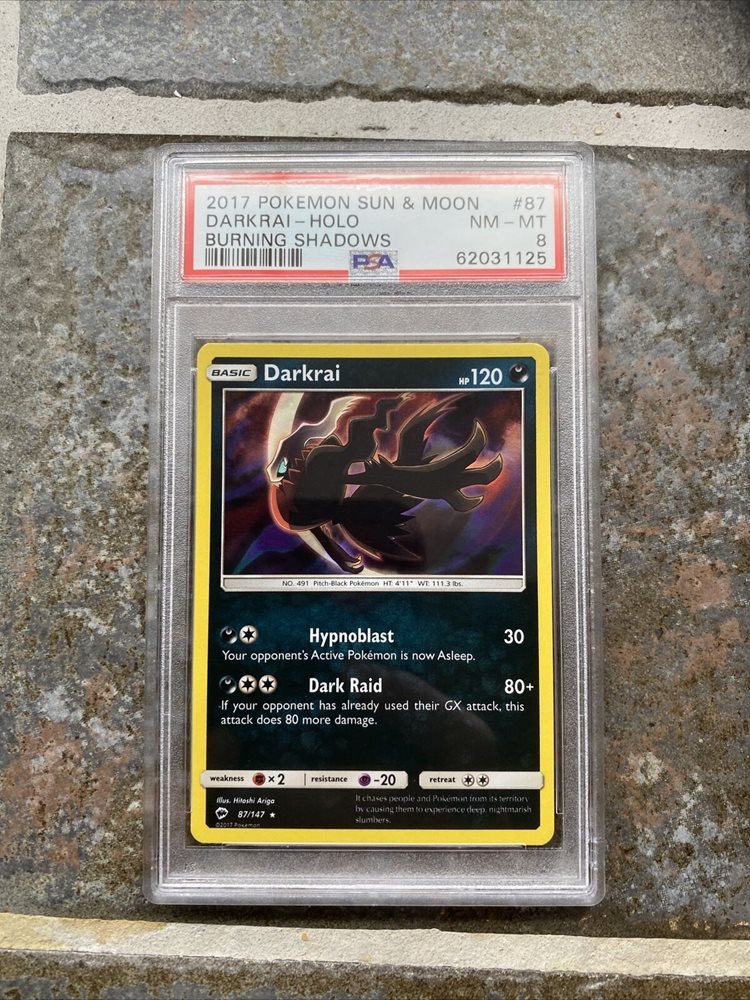 2017 POKEMON SUN & MOON #87
DARKRAI-HOLO NM-MT
BURNING SHADOWS 8
PSA 62031125
BASIC Darkrai HP 120
NO. 491 Pitch-Black Pokémon HT: 4'11" WT: 111.3 lbs.
Hypnoblast 30
Your opponent's Active Pokémon is now Asleep.
Dark Raid 80+
If your opponent has already used their GX attack, this
attack does 80 more damage.
weakness ×2 resistance -20 retreat
Illus. Hitoshi Ariga
It chases people and Pokémon from its territory
by causing them to experience deep, nightmarish
slumbers.
87/147 ★
©2017 Pokémon